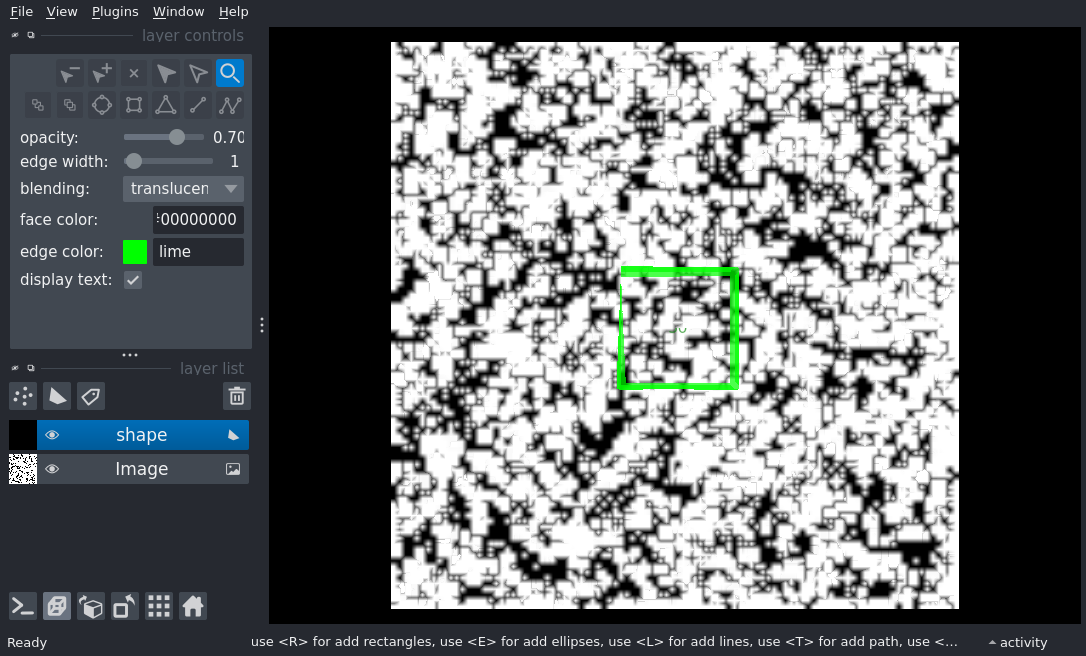 File View Plugins Window Help
layer controls
opacity: 0.70
edge width: 1
blending: translucen
face color: 00000000
edge color: lime
display text:
layer list
shape
Image
Ready use <R> for add rectangles, use <E> for add ellipses, use <L> for add lines, use <T> for add path, use <... activity